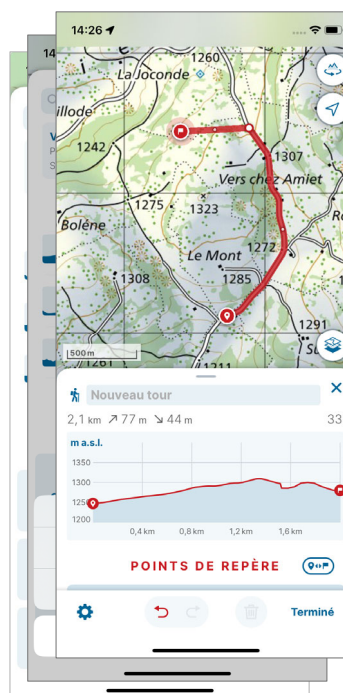 14:26
1260
La Joconde
illode
1242
1307
Vers chez Amiet
1275
1323
Bolène
1272
Le Mont
1285
1308
1291
500 m
1211
Nouveau tour
2,1 km ↗ 77 m ↘ 44 m 33
m a.s.l.
1350
1300
1250
1200
0,4 km 0,8 km 1,2 km 1,6 km
POINTS DE REPÈRE
Terminé